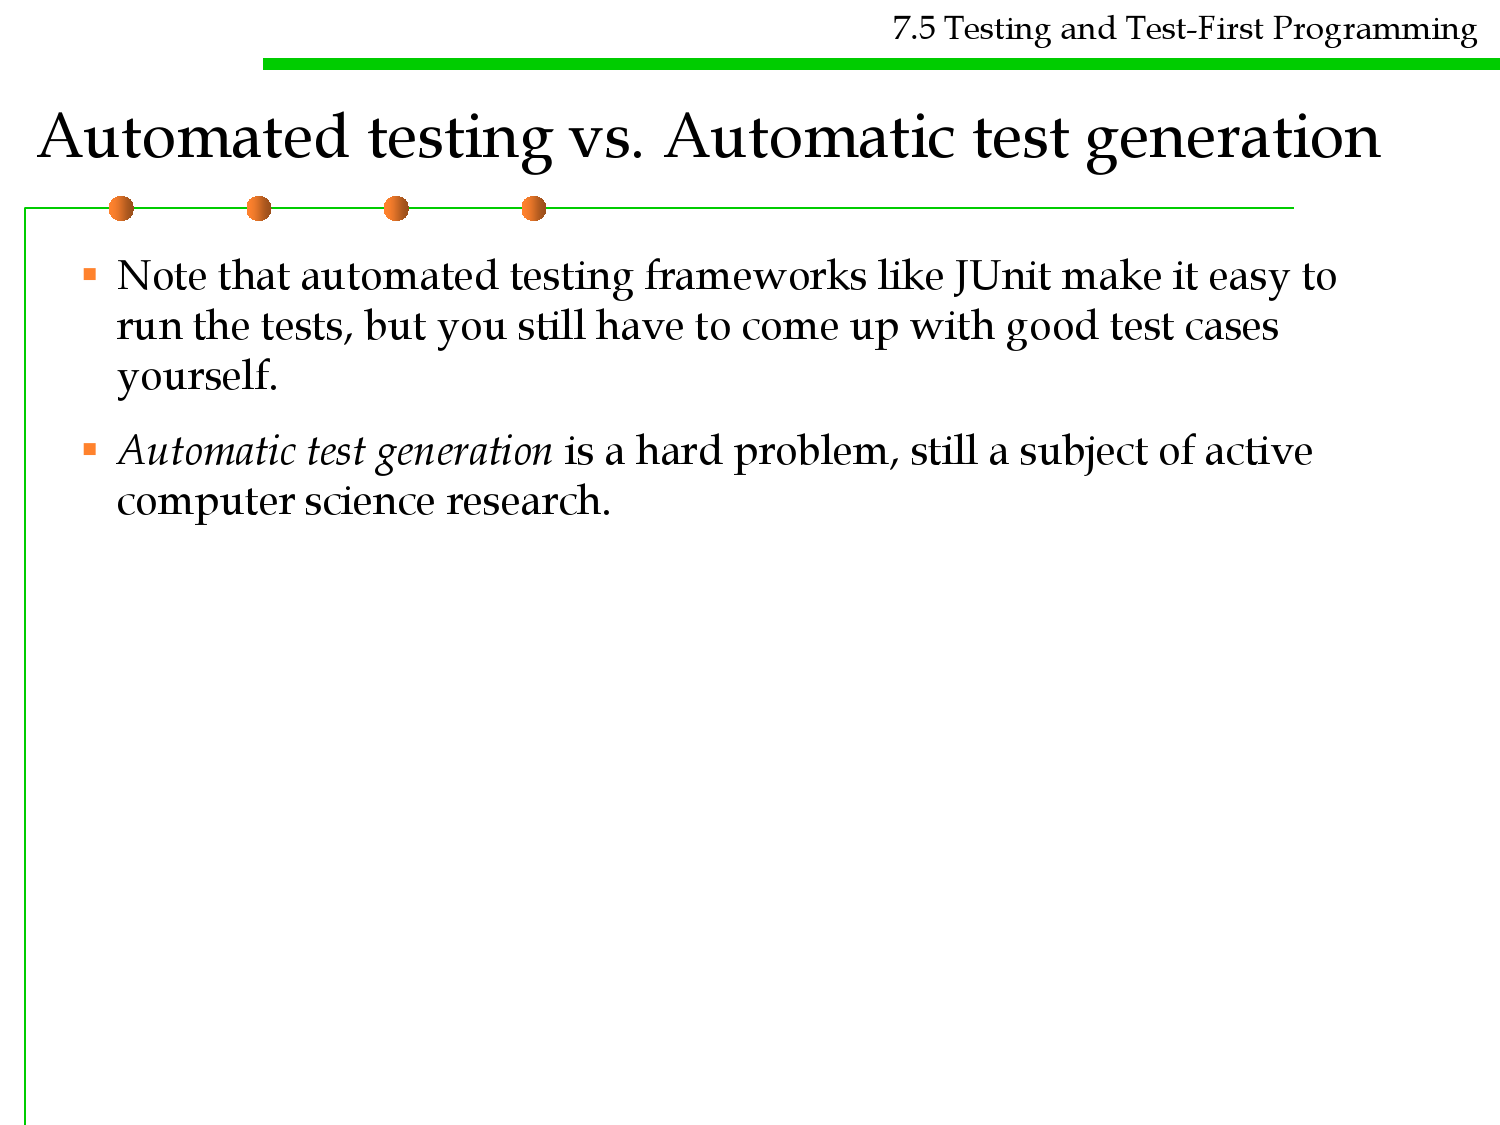 7.5 Testing and Test-First Programming
Automated testing vs. Automatic test generation
Note that automated testing frameworks like JUnit make it easy to
run the tests, but you still have to come up with good test cases
yourself.
Automatic test generation is a hard problem, still a subject of active
computer science research.